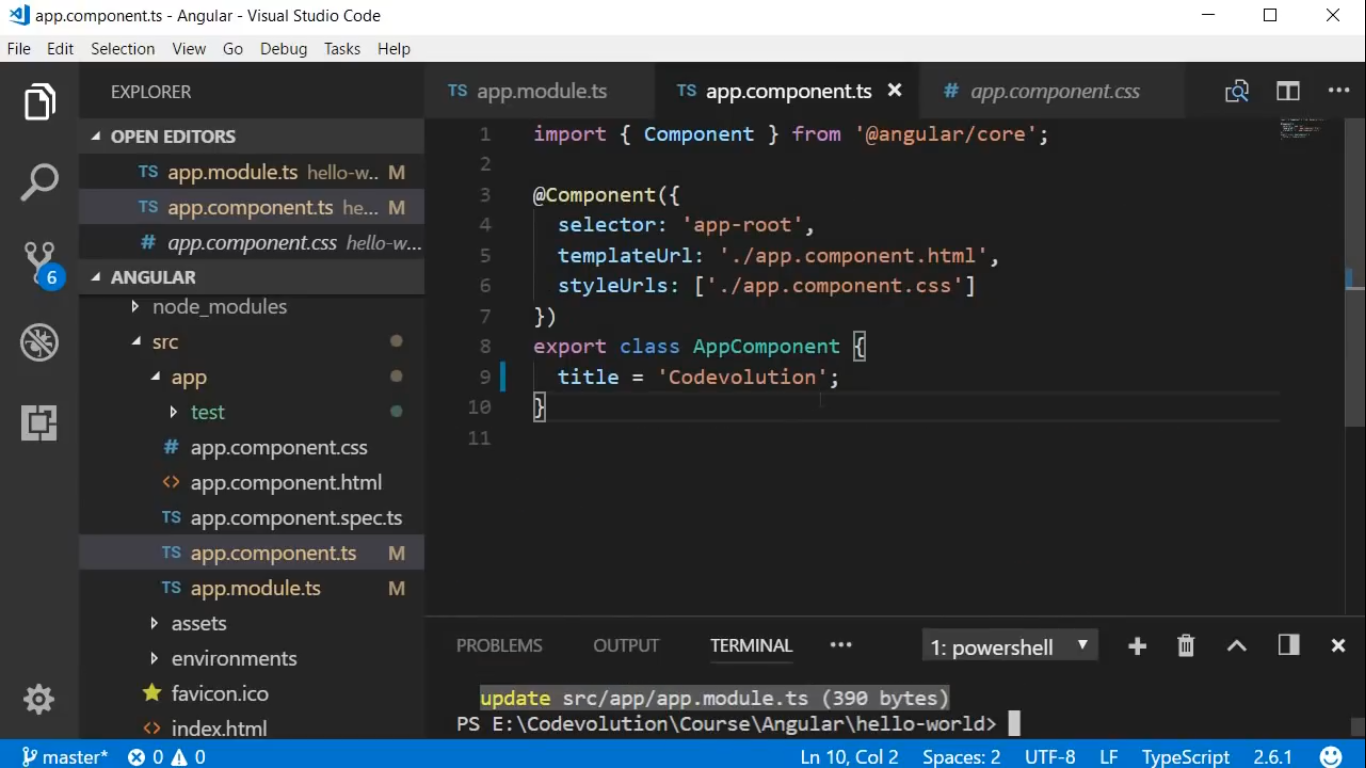 app.component.ts - Angular - Visual Studio Code
File Edit Selection View Go Debug Tasks Help
EXPLORER
OPEN EDITORS
TS app.module.ts hello-w.. M
TS app.component.ts he... M
# app.component.css hello-w...
6
ANGULAR
node_modules
src
app
test
# app.component.css
<> app.component.html
TS app.component.spec.ts
TS app.component.ts M
TS app.module.ts M
assets
environments
favicon.ico
<> index.html
TS app.module.ts TS app.component.ts × # app.component.css ...
1 import { Component } from '@angular/core';
2
3 @Component({
4 selector: 'app-root',
5 templateUrl: './app.component.html',
6 styleUrls: ['./app.component.css']
7 })
8 export class AppComponent {
9 title = 'Codevolution';
10 }
11
PROBLEMS OUTPUT TERMINAL ... 1: powershell
update src/app/app.module.ts (390 bytes)
PS E:\Codevolution\Course\Angular\hello-world>
master* 0 0 Ln 10, Col 2 Spaces: 2 UTF-8 LF TypeScript 2.6.1